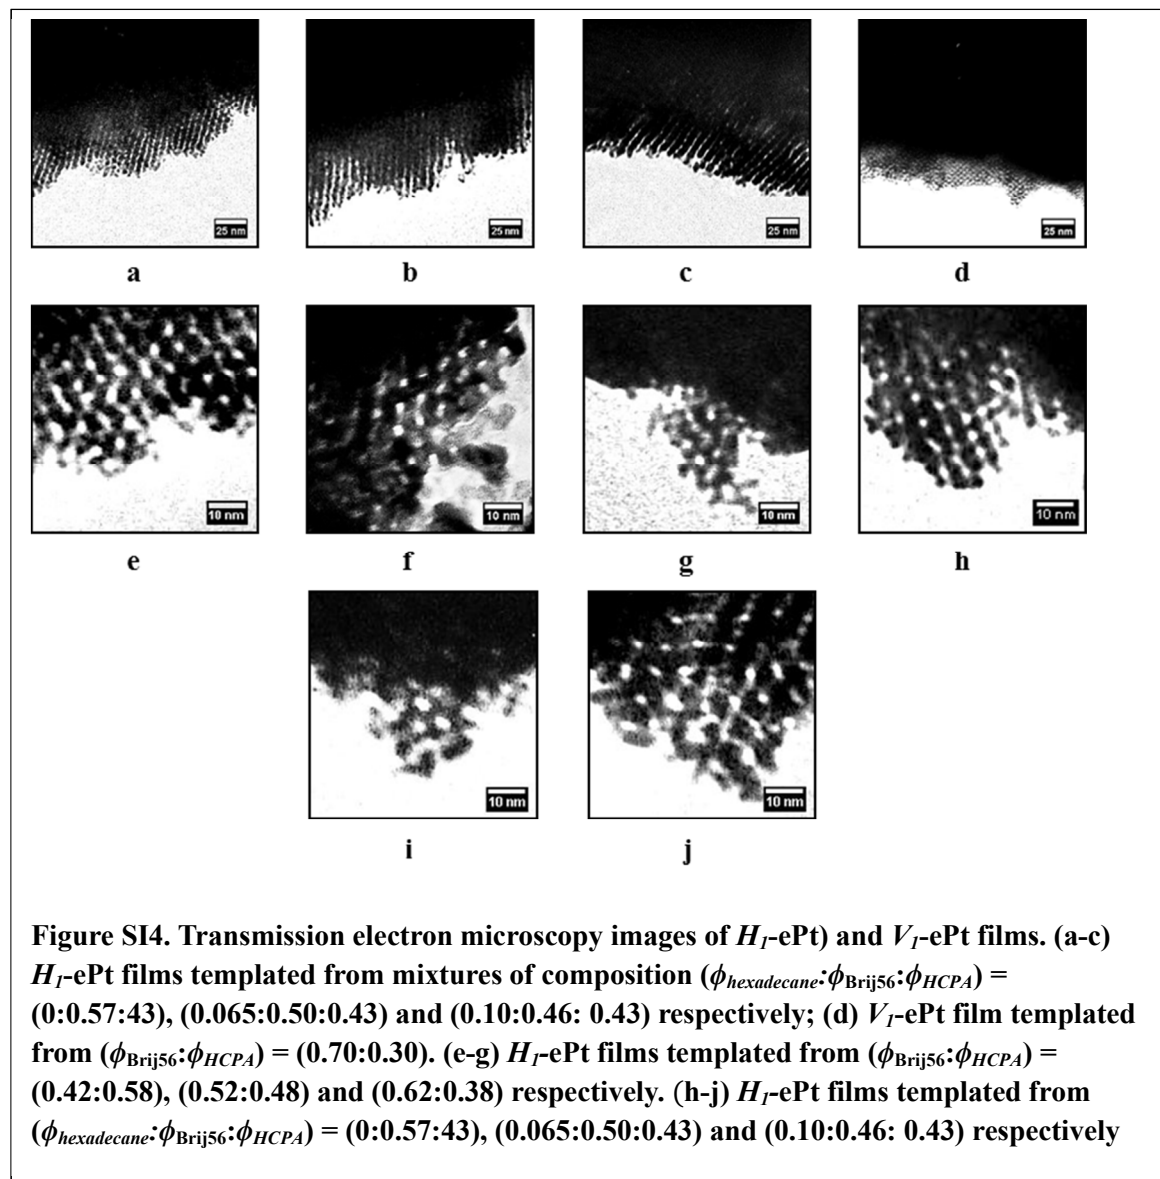 25 nm 25 nm 25 nm 25 nm
a b c d
10 nm 10 nm 10 nm 10 nm
e f g h
10 nm 10 nm
i j
Figure SI4. Transmission electron microscopy images of H1-ePt) and V1-ePt films. (a-c)
H1-ePt films templated from mixtures of composition (ϕhexadecane:ϕBrij56:ϕHCPA) =
(0:0.57:43), (0.065:0.50:0.43) and (0.10:0.46: 0.43) respectively; (d) V1-ePt film templated
from (ϕBrij56:ϕHCPA) = (0.70:0.30). (e-g) H1-ePt films templated from (ϕBrij56:ϕHCPA) =
(0.42:0.58), (0.52:0.48) and (0.62:0.38) respectively. (h-j) H1-ePt films templated from
(ϕhexadecane:ϕBrij56:ϕHCPA) = (0:0.57:43), (0.065:0.50:0.43) and (0.10:0.46: 0.43) respectively